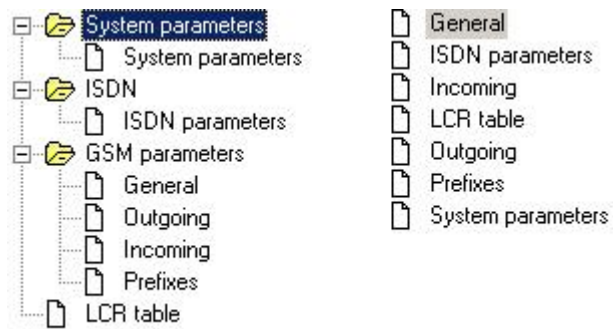 System parameters
System parameters
ISDN
ISDN parameters
GSM parameters
General
Outgoing
Incoming
Prefixes
LCR table
General
ISDN parameters
Incoming
LCR table
Outgoing
Prefixes
System parameters